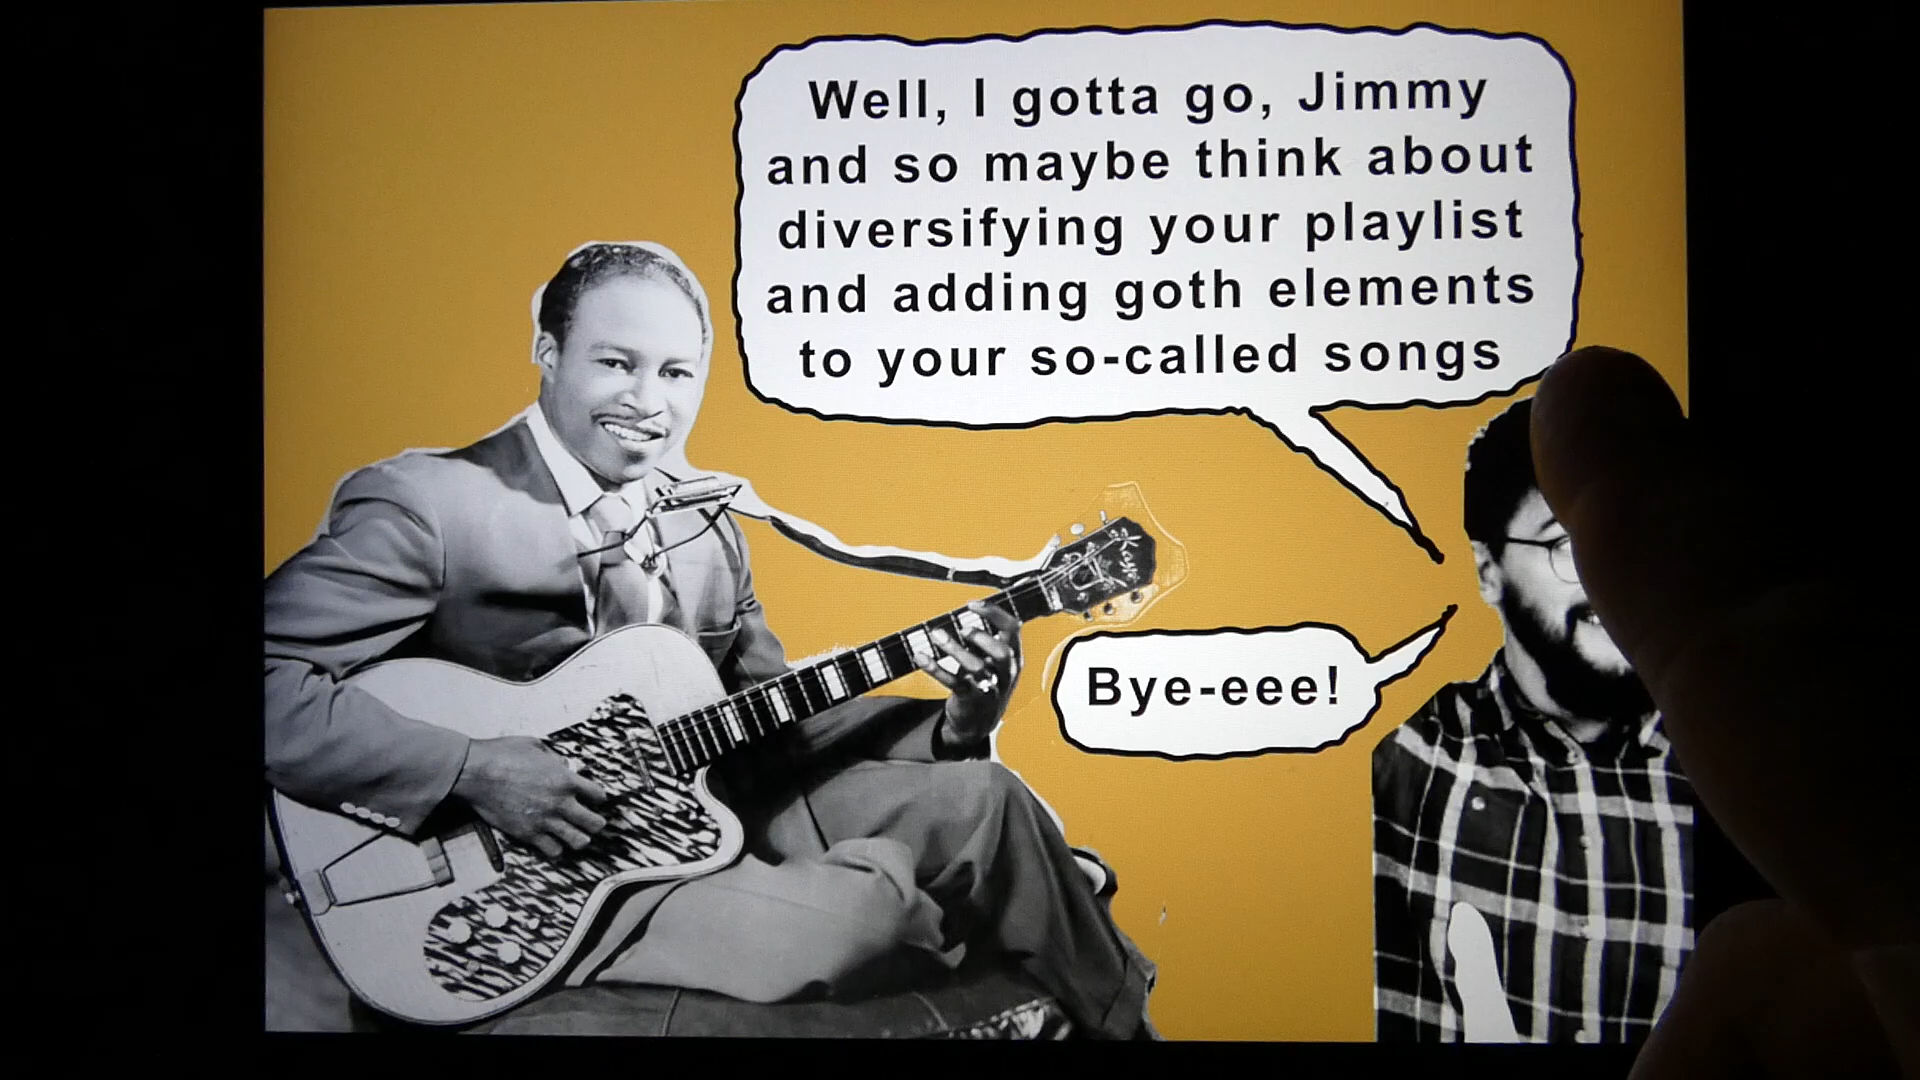 Well, I gotta go, Jimmy
and so maybe think about
diversifying your playlist
and adding goth elements
to your so-called songs
Kay
Bye-eee!